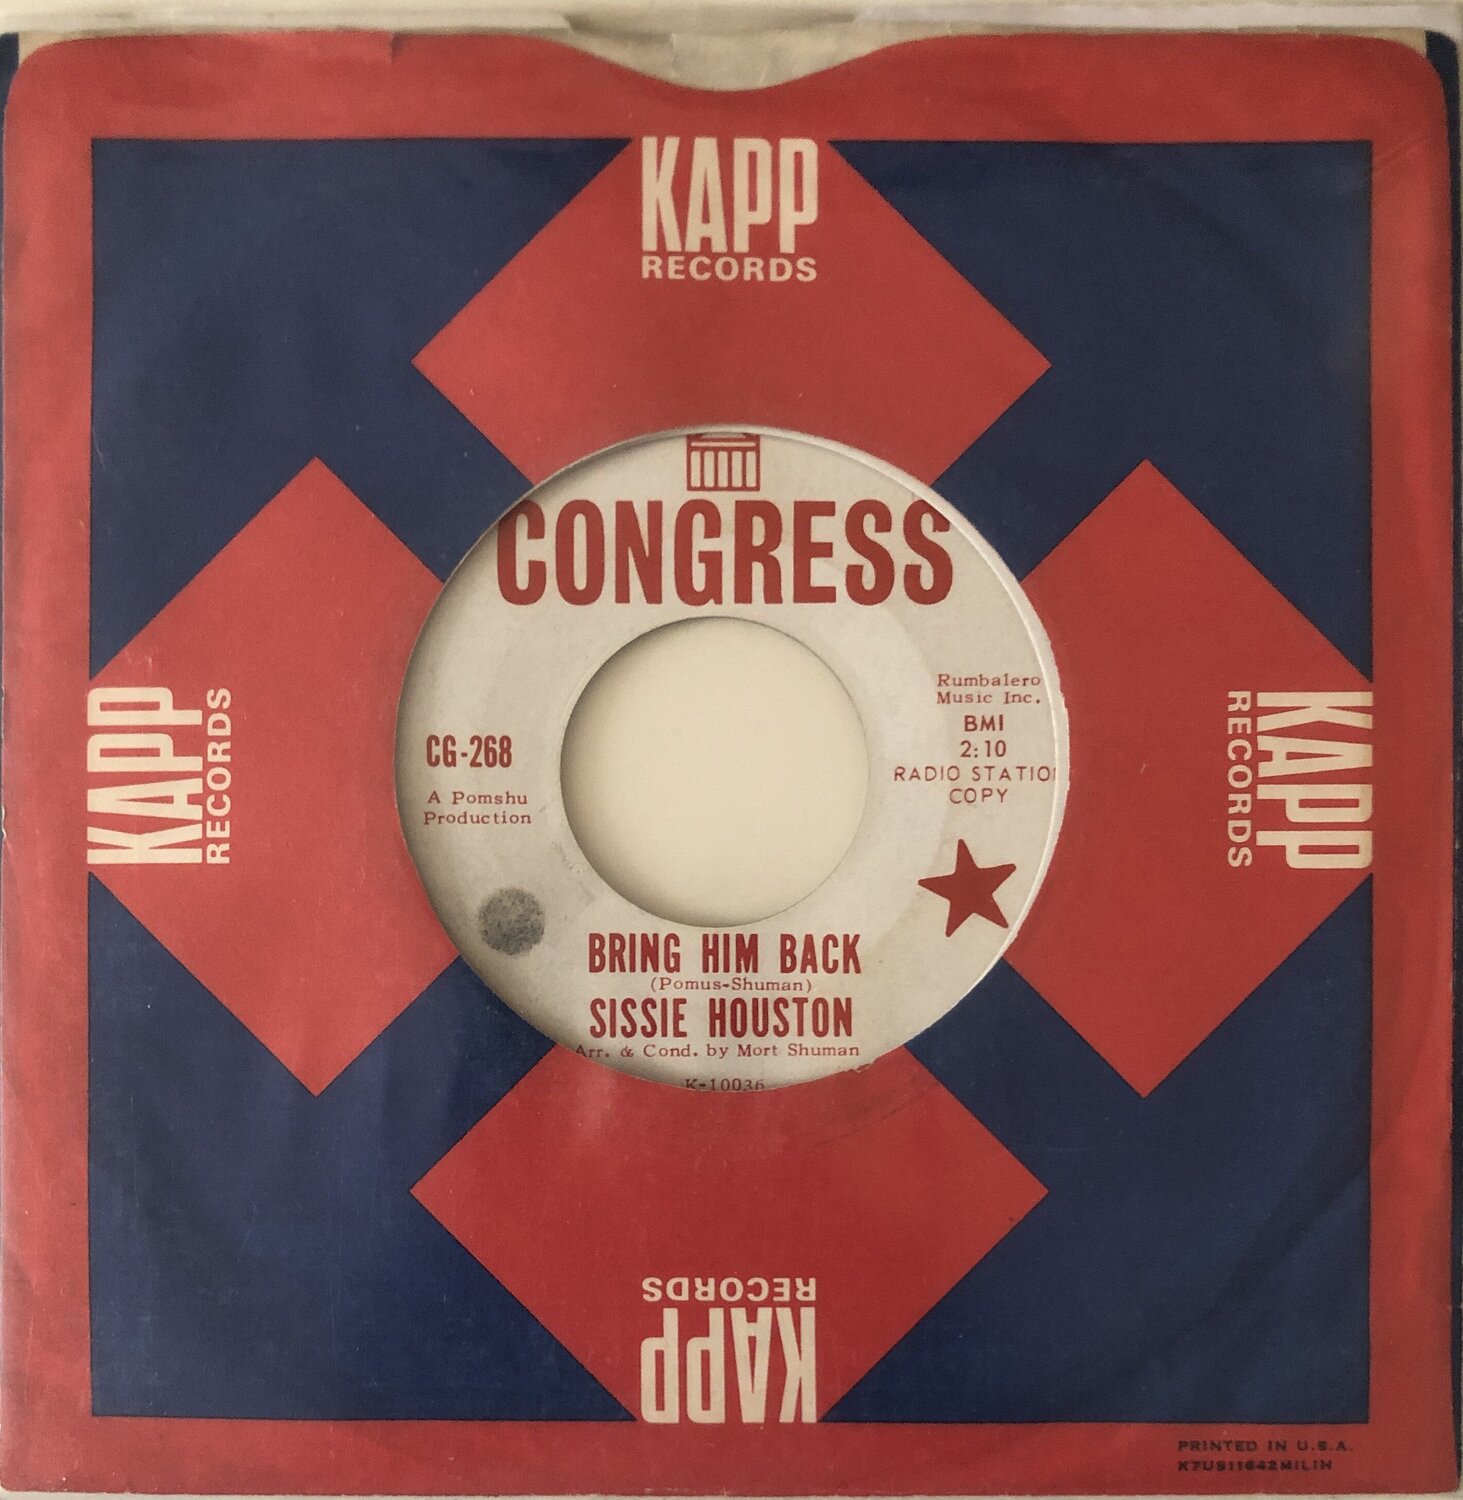 KAPP
RECORDS
CONGRESS
Rumbalero
Music Inc.
BMI
2:10
RADIO STATIO
COPY
CG-268
A Pomshu
Production
BRING HIM BACK
(Pomus-Shuman)
SISSIE HOUSTON
Arr. & Cond. by Mort Shuman
K-10036
KAPP
RECORDS
KAPP
RECORDS
KAPP
RECORDS
PRINTED IN U.S.A.